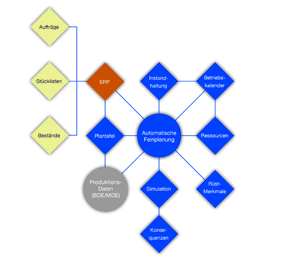 Aufträge
Stücklisten
Bestände
ERP
Instand-
haltung
Betriebs-
kalender
Plantafel
Automatische
Feinplanung
Ressourcen
Produktions-
Daten
(BDE/MDE)
Simulation
Rüst-
Merkmale
Konse-
quenzen